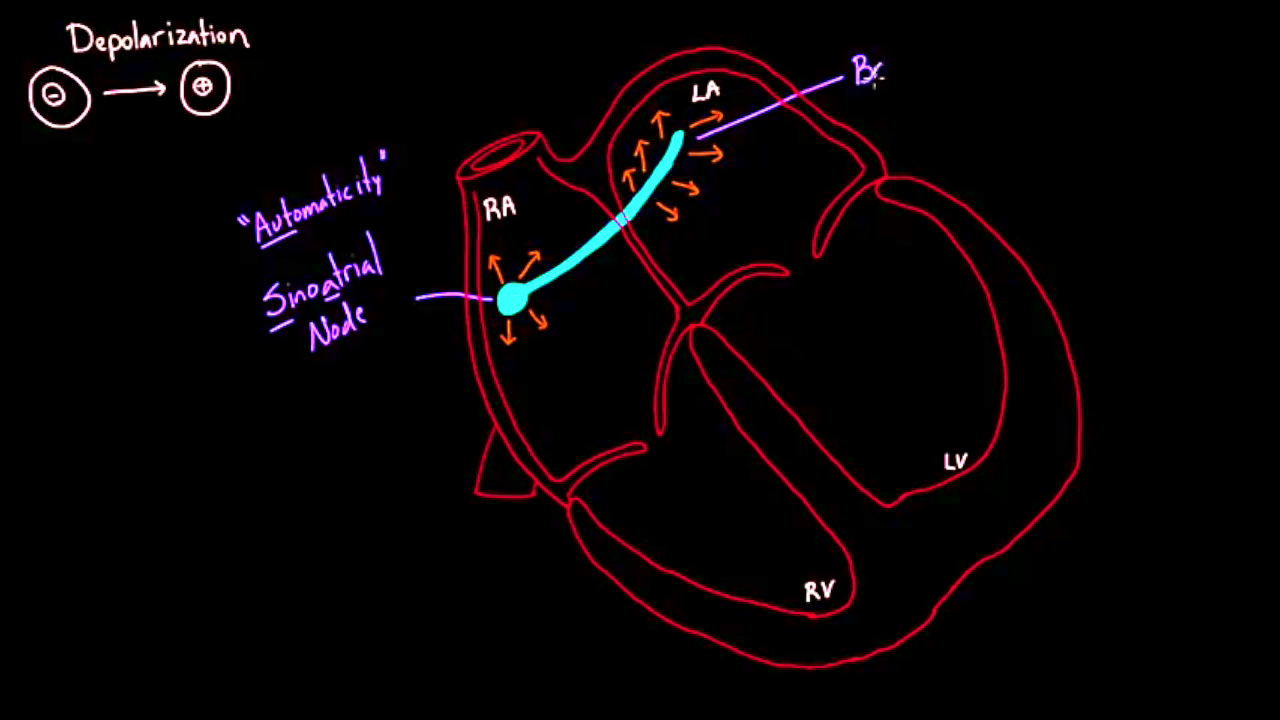 Depolarization
LA
"Automaticity"
RA
Sinoatrial
Node
LV
RV